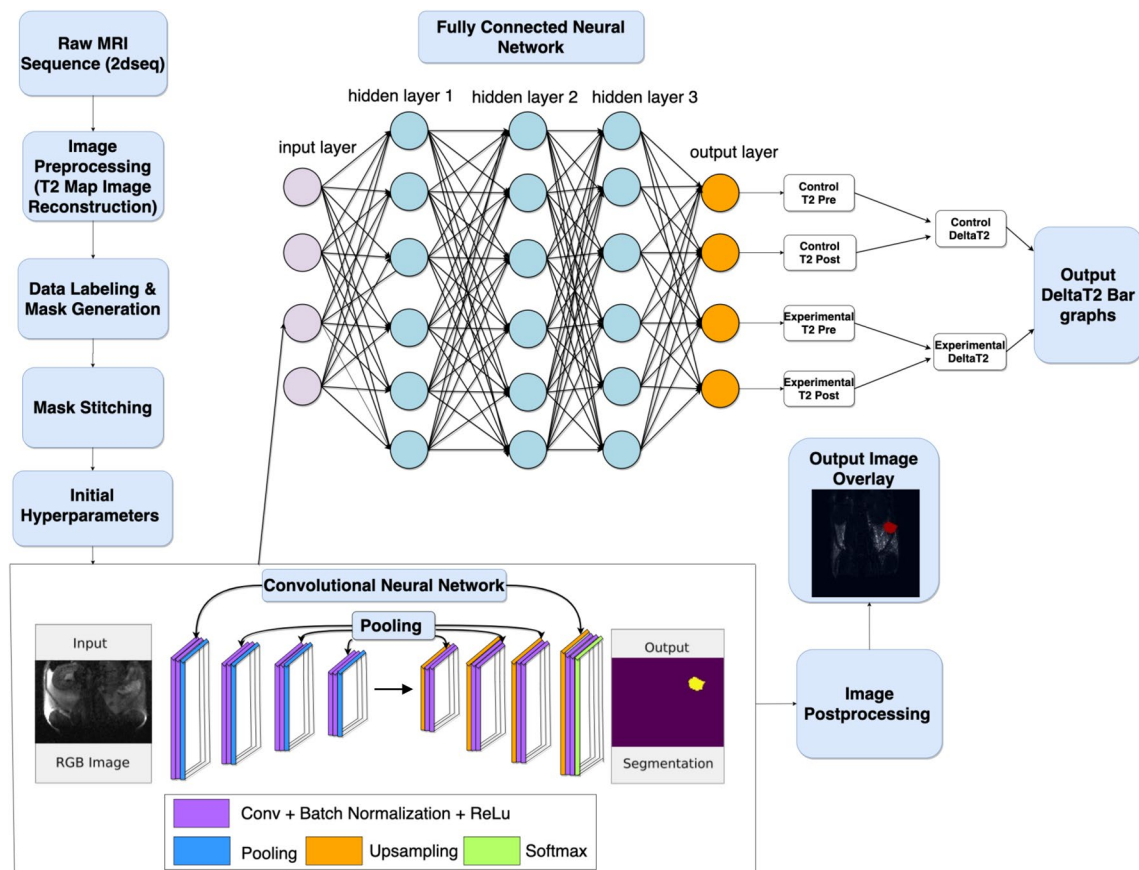 Raw MRI
Sequence (2dseq)
Image
Preprocessing
(T2 Map Image
Reconstruction)
Data Labeling &
Mask Generation
Mask Stitching
Initial
Hyperparameters
Fully Connected Neural
Network
hidden layer 1
hidden layer 2
hidden layer 3
input layer
output layer
Control
T2 Pre
Control
T2 Post
Experimental
T2 Pre
Experimental
T2 Post
Control
DeltaT2
Experimental
DeltaT2
Output
DeltaT2 Bar
graphs
Output Image
Overlay
Image
Postprocessing
Convolutional Neural Network
Pooling
Input
RGB Image
Output
Segmentation
Conv + Batch Normalization + ReLu
Pooling
Upsampling
Softmax